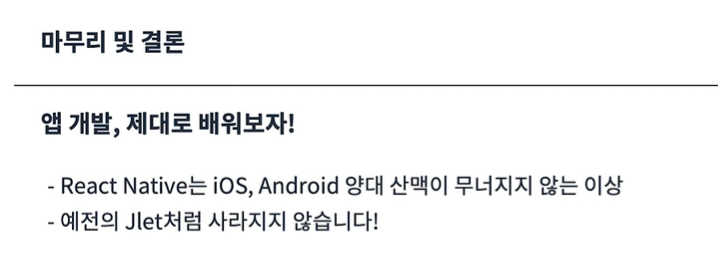 마무리 및 결론
앱 개발, 제대로 배워보자!
- React Native는 iOS, Android 양대 산맥이 무너지지 않는 이상
- 예전의 Jlet처럼 사라지지 않습니다!